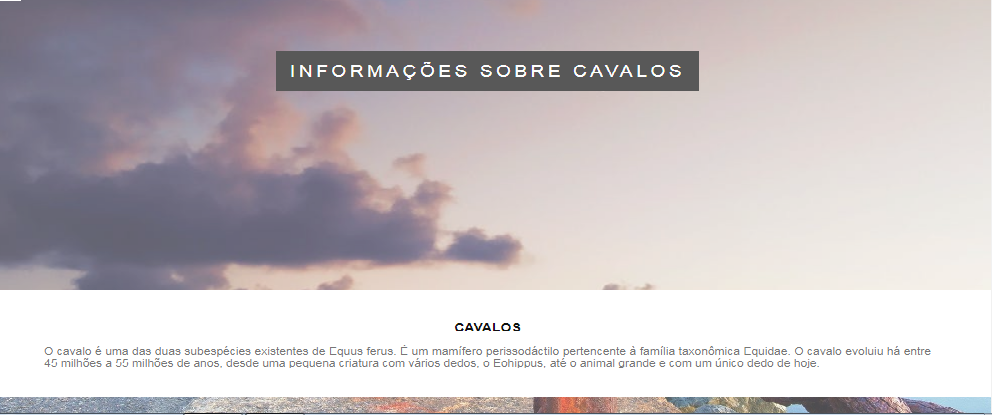 INFORMAÇÕES SOBRE CAVALOS
CAVALOS
O cavalo é uma das duas subespécies existentes de Equus ferus. É um mamífero perissodáctilo pertencente à família taxonômica Equidae. O cavalo evoluiu há entre
45 milhões a 55 milhões de anos, desde uma pequena criatura com vários dedos, o Eohippus, até o animal grande e com um único dedo de hoje.